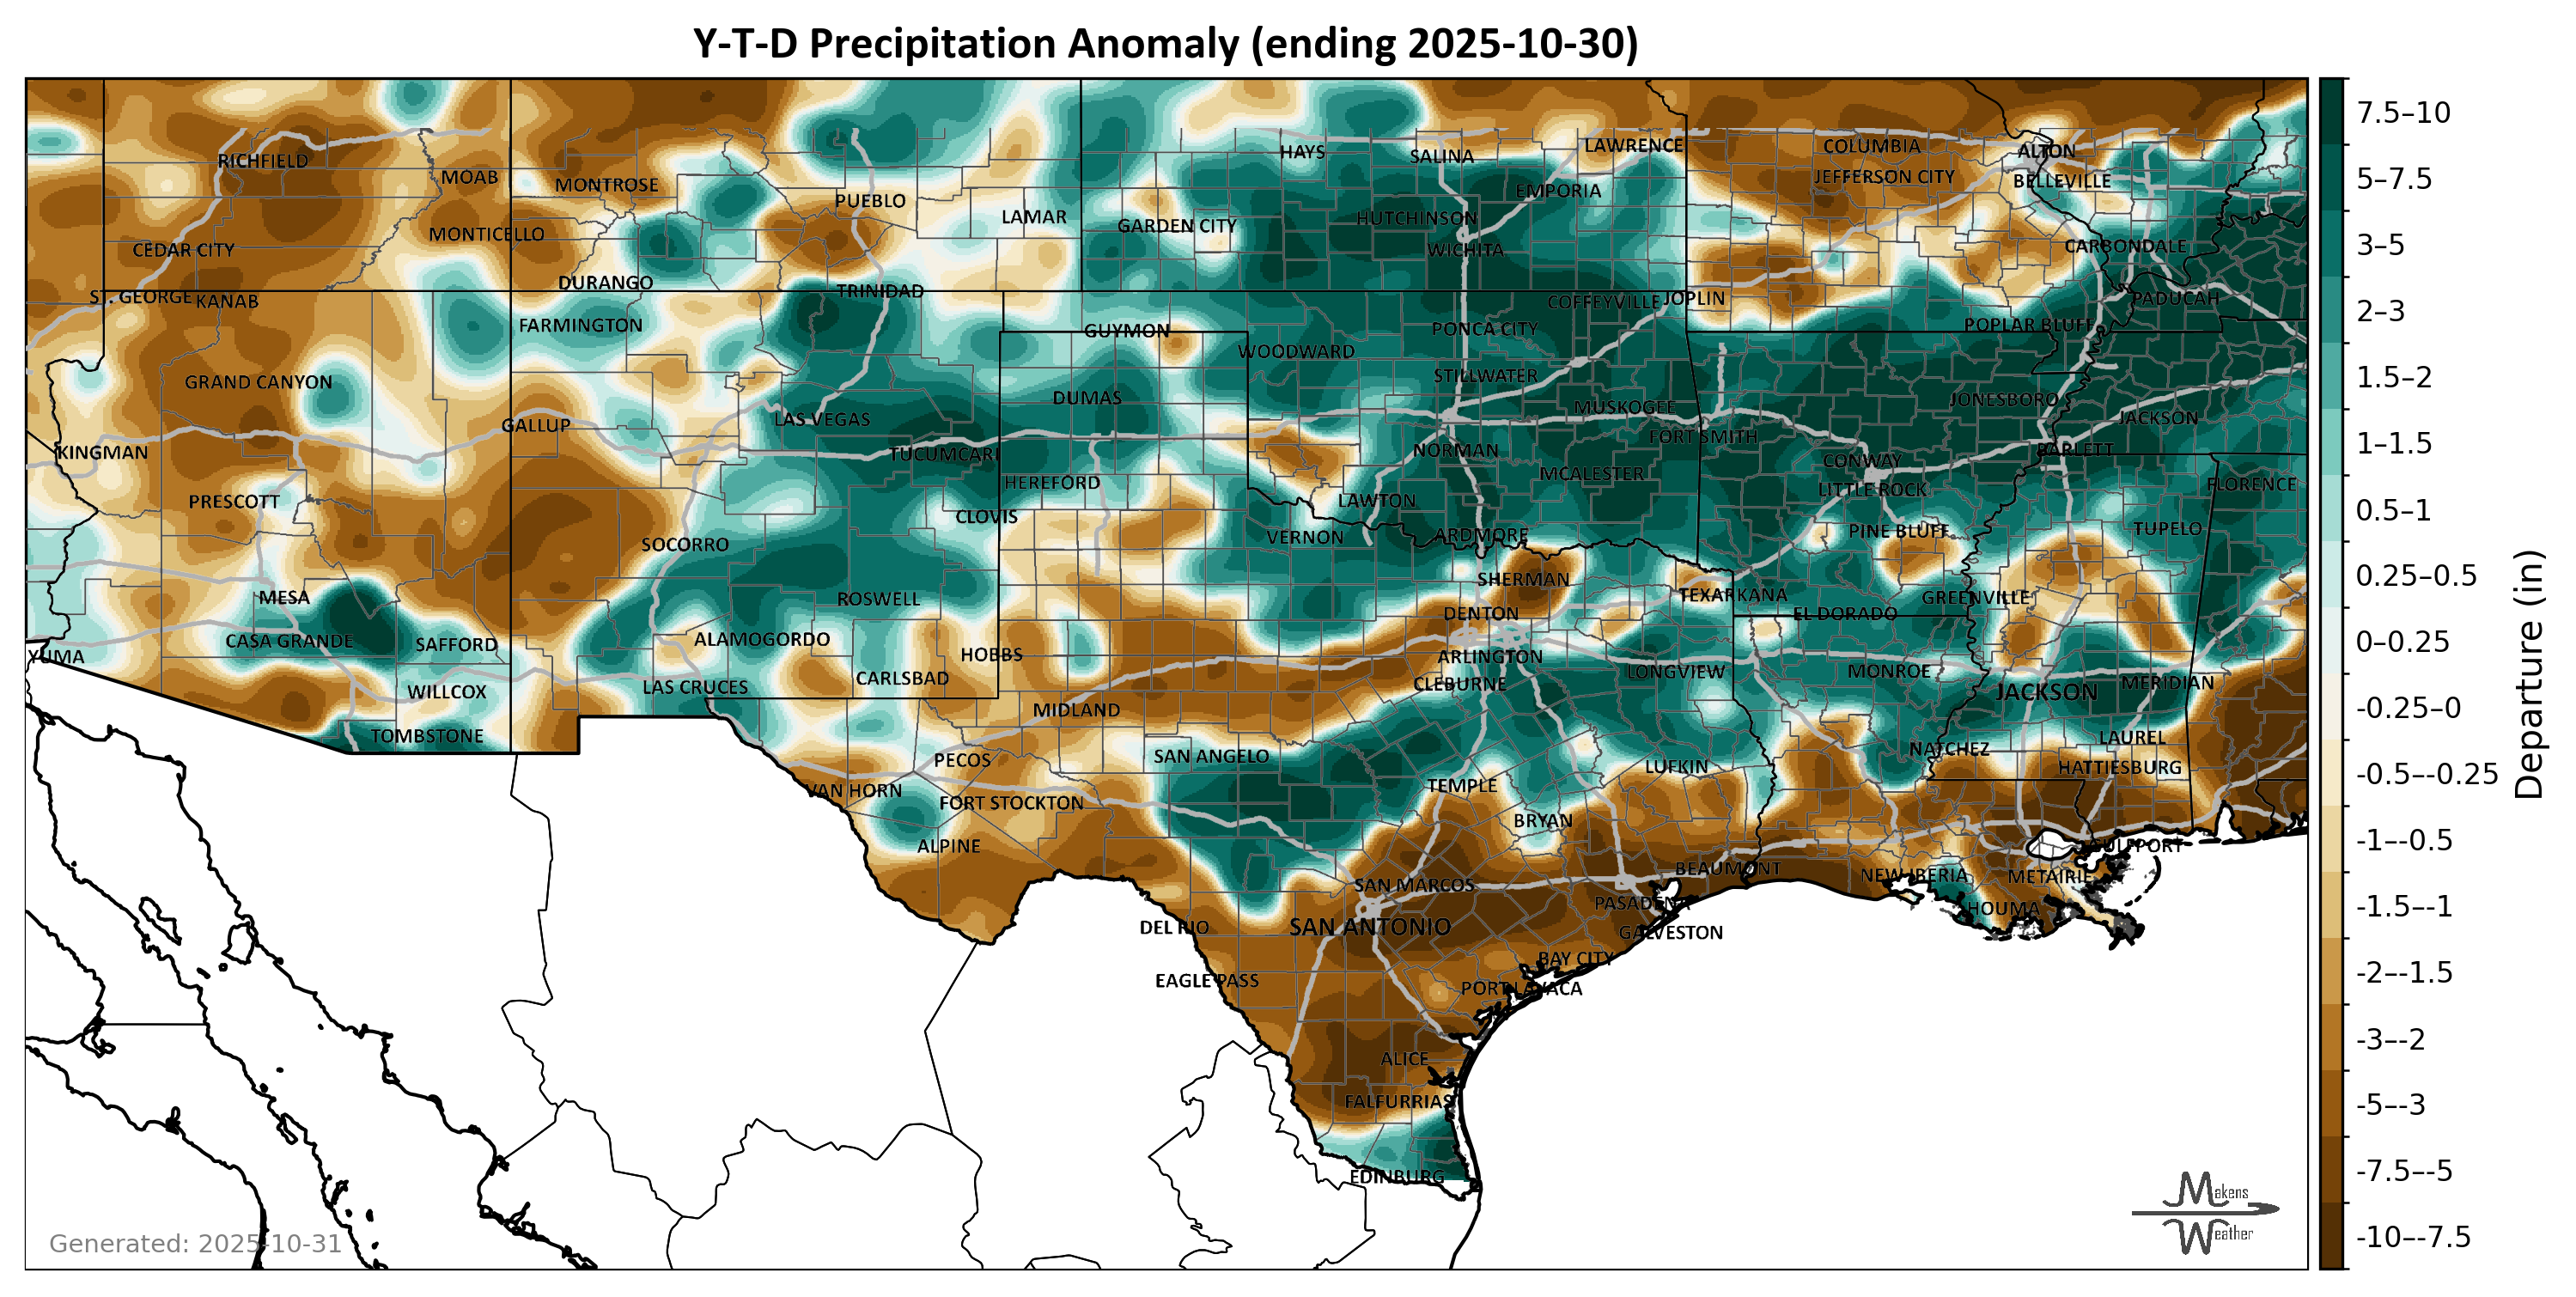 Y-T-D Precipitation Anomaly (ending 2025-10-30)
RICHFIELD
MOAB
MONTROSE
PUEBLO
LAMAR
HAYS
SALINA
LAWRENCE
COLUMBIA
ALTON
JEFFERSON CITY
BELLEVILLE
EMPORIA
GARDEN CITY
HUTCHINSON
WICHITA
CEDAR CITY
MONTICELLO
CARBONDALE
DURANGO
TRINIDAD
ST. GEORGE
KANAB
COFFEYVILLE
JOPLIN
PADUCAH
FARMINGTON
GUYMON
PONCA CITY
POPLAR BLUFF
WOODWARD
GRAND CANYON
DUMAS
STILLWATER
MUSKOGEE
JONESBORO
JACKSON
GALLUP
LAS VEGAS
FORT SMITH
KINGMAN
TUCUMCARI
NORMAN
CONWAY
BARLETT
PRESCOTT
HEREFORD
MCALESTER
LITTLE ROCK
FLORENCE
LAWTON
CLOVIS
VERNON
ARDMORE
PINE BLUFF
TUPELO
SOCORRO
SHERMAN
MESA
ROSWELL
DENTON
TEXARKANA
EL DORADO
GREENVILLE
YUMA
CASA GRANDE
SAFFORD
ALAMOGORDO
HOBBS
ARLINGTON
LONGVIEW
MONROE
WILLCOX
LAS CRUCES
CARLSBAD
CLEBURNE
JACKSON
MERIDIAN
MIDLAND
TOMBSTONE
PECOS
SAN ANGELO
LUFKIN
NATCHEZ
LAUREL
HATTIESBURG
VAN HORN
FORT STOCKTON
TEMPLE
BRYAN
ALPINE
GULFPORT
BEAUMONT
SAN MARCOS
NEW IBERIA
METAIRIE
PASADENA
HOUMA
DEL RIO
SAN ANTONIO
GALVESTON
BAY CITY
EAGLE PASS
PORT LAVACA
ALICE
FALFURRIAS
EDINBURG
Generated: 2025-10-31
Makens
Weather
7.5–10
5–7.5
3–5
2–3
1.5–2
1–1.5
0.5–1
0.25–0.5
0–0.25
-0.25–0
-0.5–-0.25
-1–-0.5
-1.5–-1
-2–-1.5
-3–-2
-5–-3
-7.5–-5
-10–-7.5
Departure (in)